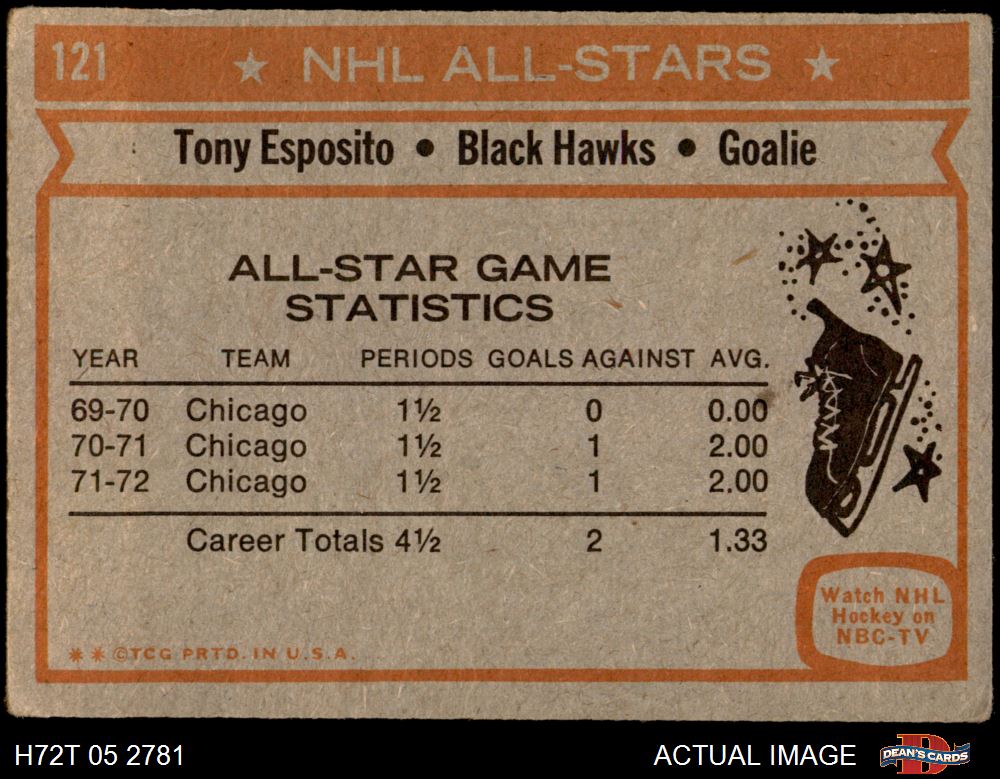 121 ★ NHL ALL-STARS ★
Tony Esposito • Black Hawks • Goalie
ALL-STAR GAME
STATISTICS
YEAR TEAM PERIODS GOALS AGAINST AVG.
69-70 Chicago 1½ 0 0.00
70-71 Chicago 1½ 1 2.00
71-72 Chicago 1½ 1 2.00
Career Totals 4½ 2 1.33
Watch NHL
Hockey on
NBC-TV
* * ©TCG PRTD. IN U.S.A.
H72T 05 2781 ACTUAL IMAGE DEAN'S CARDS